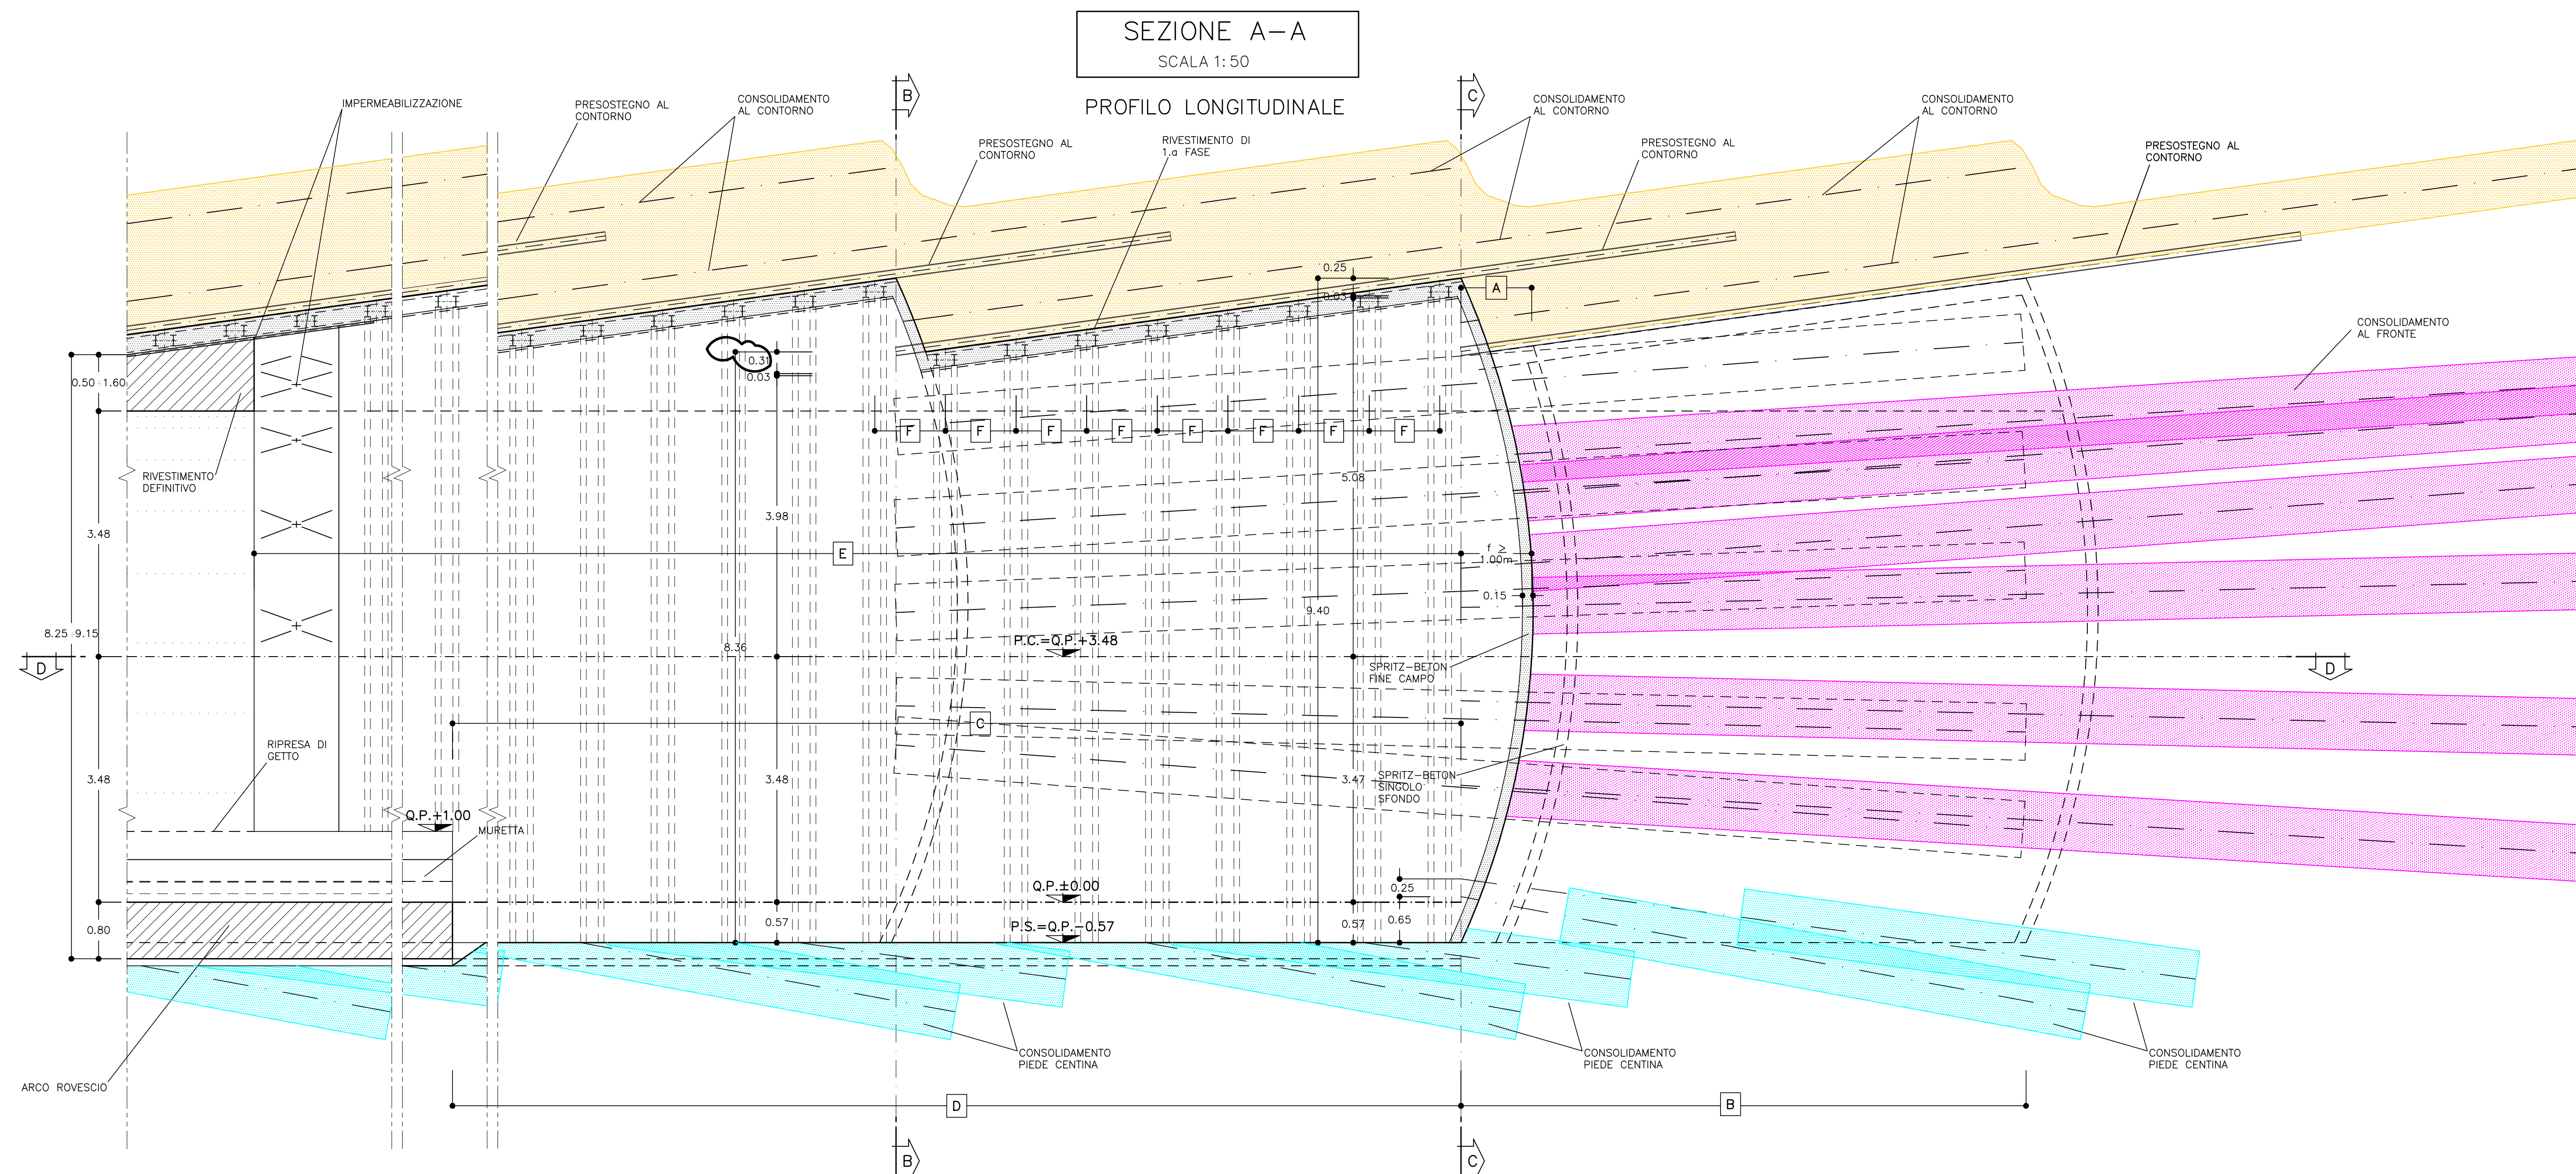 SEZIONE A-A
SCALA 1:50
PROFILO LONGITUDINALE
B
C
IMPERMEABILIZZAZIONE
PRESOSTEGNO AL
CONTORNO
CONSOLIDAMENTO
AL CONTORNO
PRESOSTEGNO AL
CONTORNO
RIVESTIMENTO DI
1.a FASE
CONSOLIDAMENTO
AL CONTORNO
PRESOSTEGNO AL
CONTORNO
CONSOLIDAMENTO
AL CONTORNO
PRESOSTEGNO AL
CONTORNO
0.25
0.03
A
CONSOLIDAMENTO
AL FRONTE
0.50 1.60
0.31
0.03
F
F
F
F
F
F
F
F
RIVESTIMENTO
DEFINITIVO
5.08
3.48
3.98
E
f ≥
1.00m
0.15
9.40
8.25 9.15
8.36
P.C.=Q.P.+3.48
D
D
SPRITZ-BETON
FINE CAMPO
C
RIPRESA DI
GETTO
3.48
3.48
3.47
SPRITZ-BETON
SINGOLO
SFONDO
Q.P.+1.00
MURETTA
Q.P.±0.00
0.25
0.80
0.57
P.S.=Q.P.-0.57
0.57
0.65
CONSOLIDAMENTO
PIEDE CENTINA
CONSOLIDAMENTO
PIEDE CENTINA
CONSOLIDAMENTO
PIEDE CENTINA
ARCO ROVESCIO
D
B
B
C